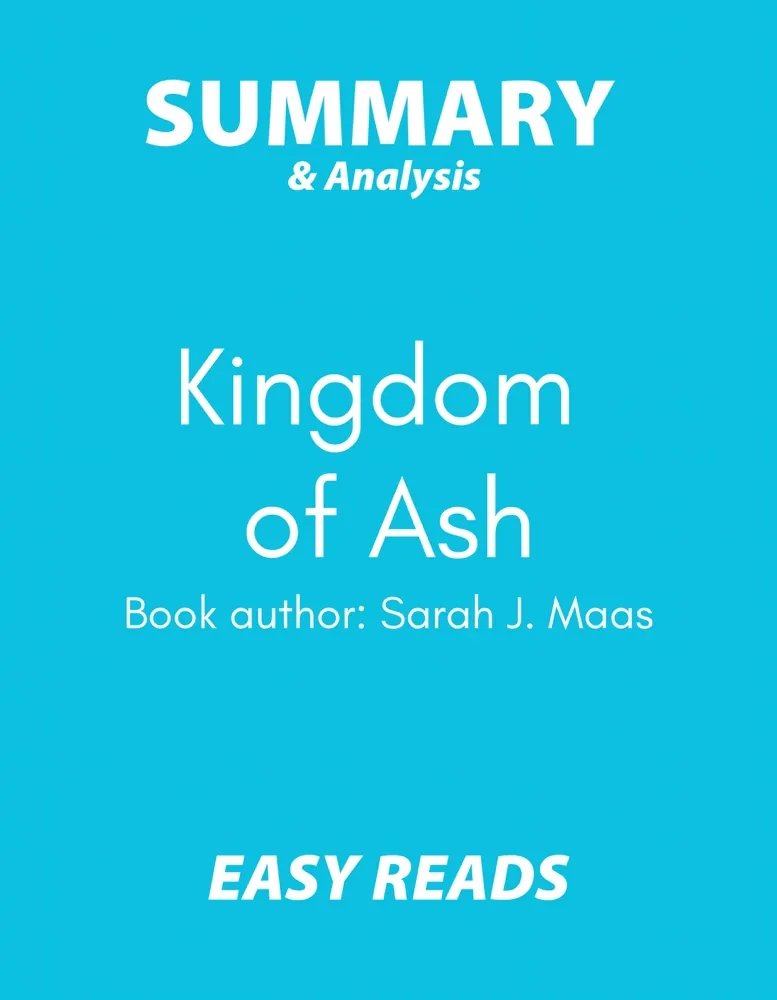 SUMMARY
& Analysis
Kingdom
of Ash
Book author: Sarah J. Maas
EASY READS